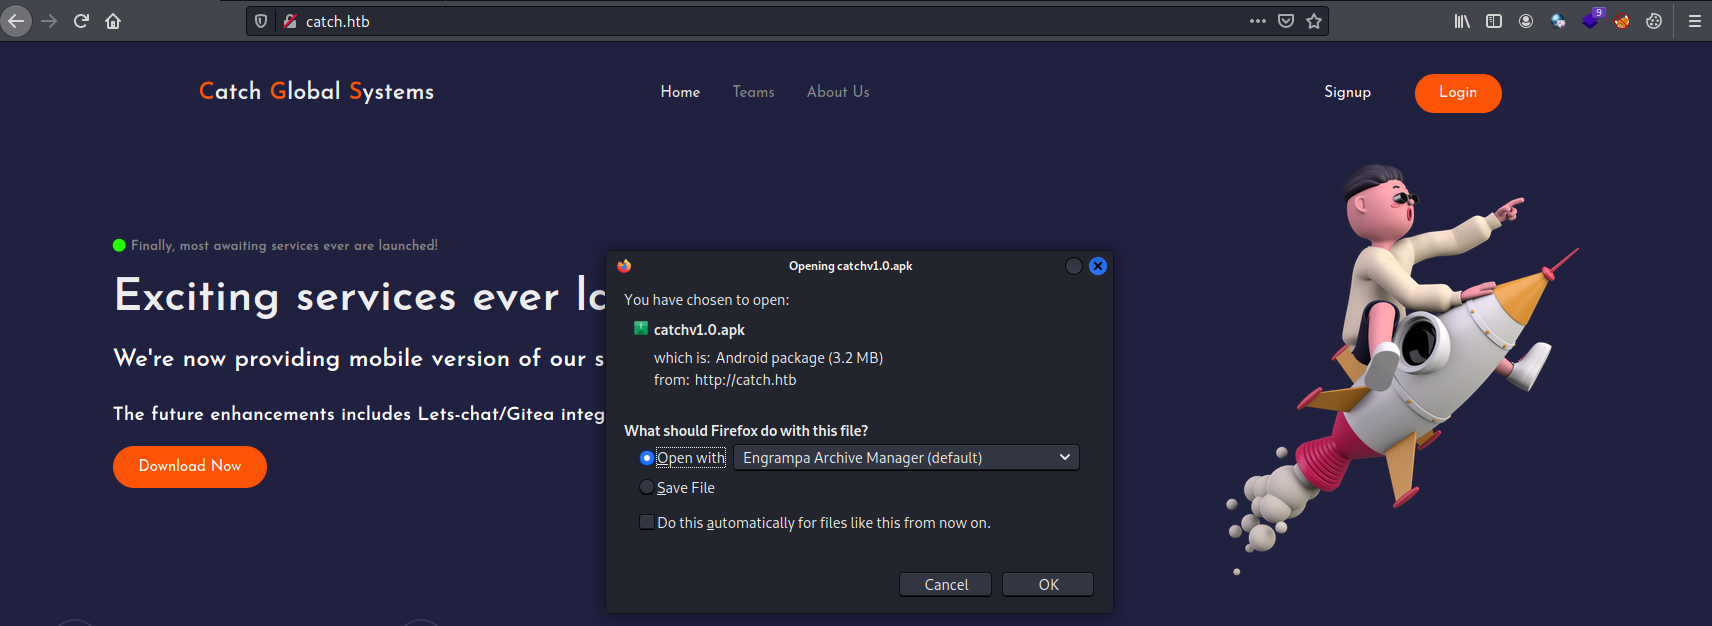 catch.htb
9
Catch Global Systems
Home Teams About Us
Signup Login
Finally, most awaiting services ever are launched!
Exciting services ever
We're now providing mobile version of our
The future enhancements includes Lets-chat/Gitea
Download Now
Opening catchv1.0.apk
You have chosen to open:
catchv1.0.apk
which is: Android package (3.2 MB)
from: http://catch.htb
What should Firefox do with this file?
Open with Engrampa Archive Manager (default)
Save File
Do this automatically for files like this from now on.
Cancel OK